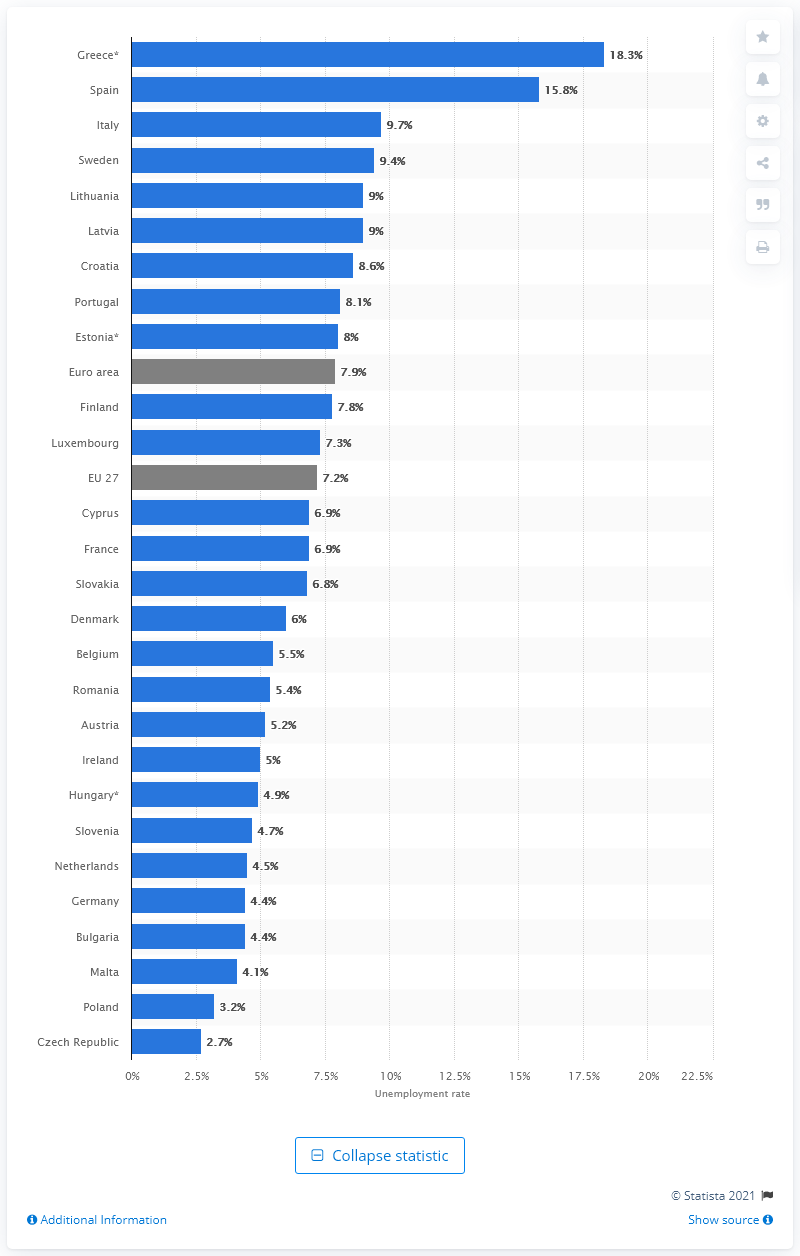 Greece* 18.3%
Spain 15.8%
Italy 9.7%
Sweden 9.4%
Lithuania 9%
Latvia 9%
Croatia 8.6%
Portugal 8.1%
Estonia* 8%
Euro area 7.9%
Finland 7.8%
Luxembourg 7.3%
EU 27 7.2%
Cyprus 6.9%
France 6.9%
Slovakia 6.8%
Denmark 6%
Belgium 5.5%
Romania 5.4%
Austria 5.2%
Ireland 5%
Hungary* 4.9%
Slovenia 4.7%
Netherlands 4.5%
Germany 4.4%
Bulgaria 4.4%
Malta 4.1%
Poland 3.2%
Czech Republic 2.7%
0% 2.5% 5% 7.5% 10% 12.5% 15% 17.5% 20% 22.5%
Unemployment rate
Collapse statistic
© Statista 2021
Additional Information Show source